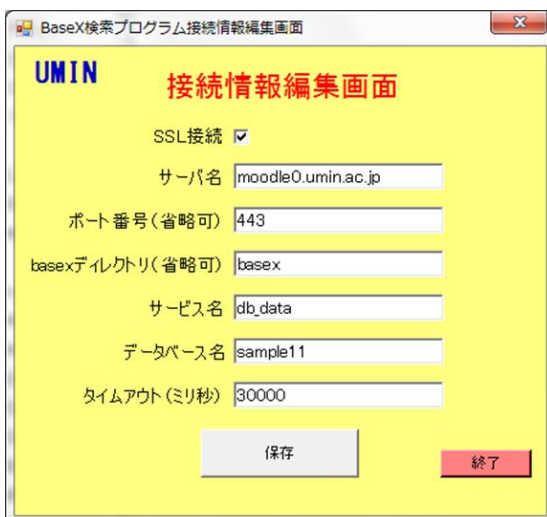 BaseX検索プログラム接続情報編集画面
UMIN
接続情報編集画面
SSL接続
サーバ名 moodle0.umin.ac.jp
ポート番号(省略可) 443
basexディレクトリ(省略可) basex
サービス名 db_data
データベース名 sample11
タイムアウト(ミリ秒) 30000
保存
終了